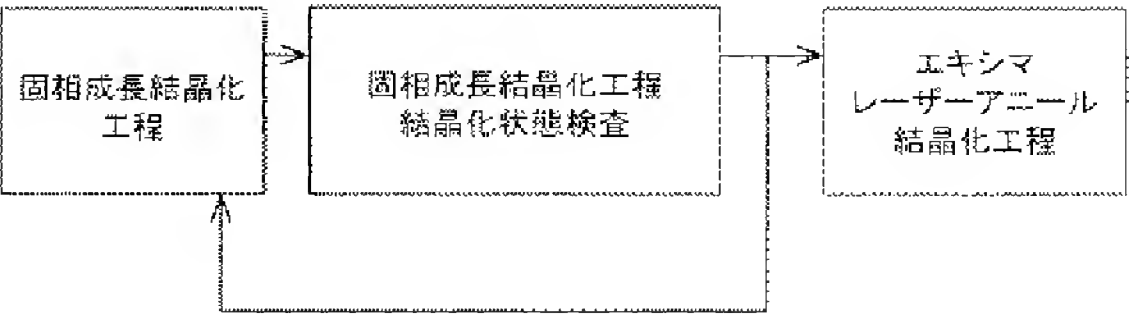 固相成長結晶化
工程
固相成長結晶化工程
結晶化状態検査
エキシマ
レーザーアニール
結晶化工程